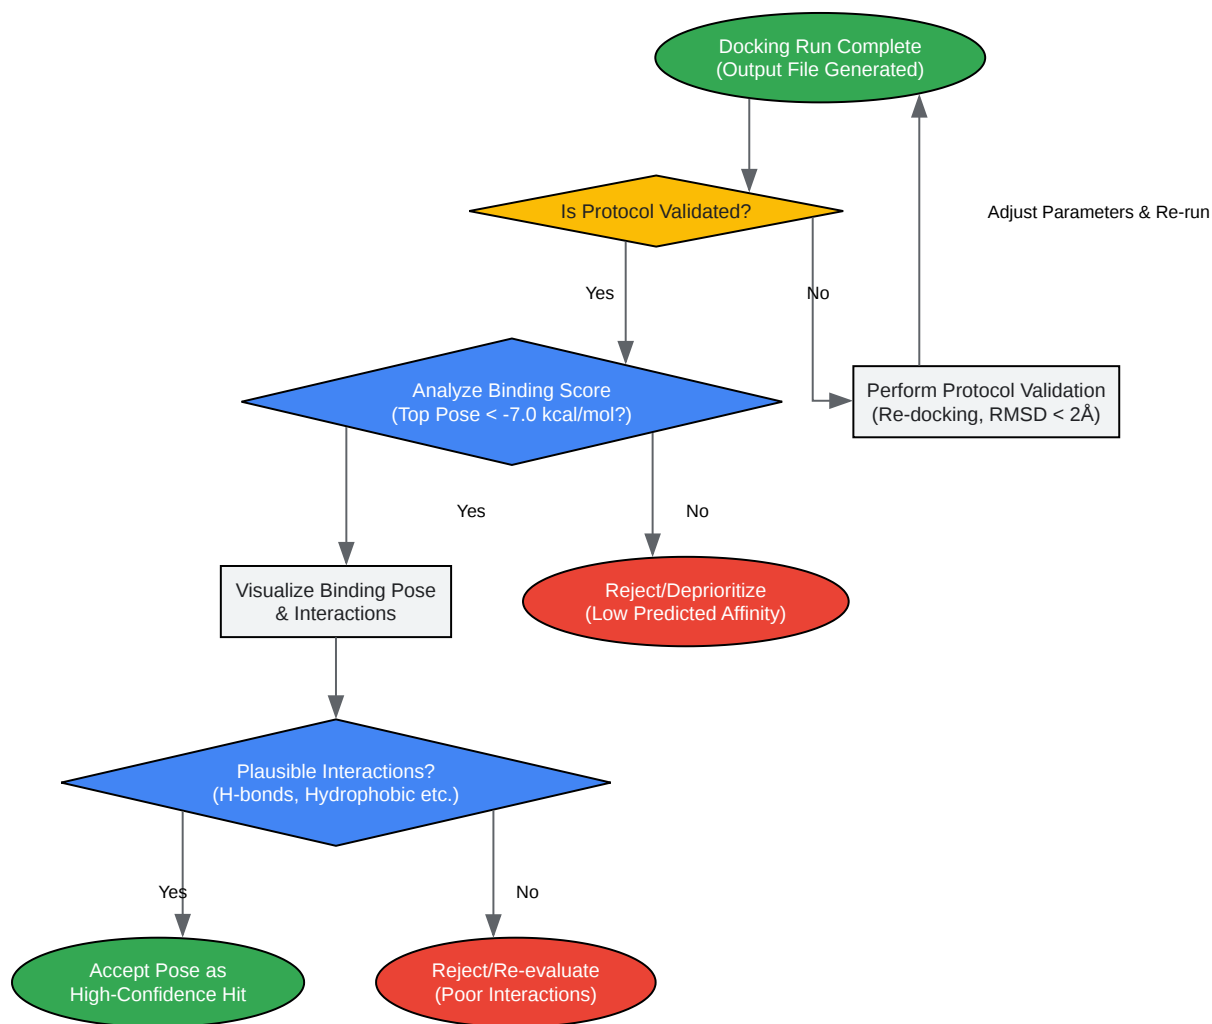 Docking Run Complete
(Output File Generated)
Is Protocol Validated?
Adjust Parameters & Re-run
Yes
No
Analyze Binding Score
(Top Pose < -7.0 kcal/mol?)
Perform Protocol Validation
(Re-docking, RMSD < 2Å)
Yes
No
Visualize Binding Pose
& Interactions
Reject/Deprioritize
(Low Predicted Affinity)
Plausible Interactions?
(H-bonds, Hydrophobic etc.)
Yes
No
Accept Pose as
High-Confidence Hit
Reject/Re-evaluate
(Poor Interactions)